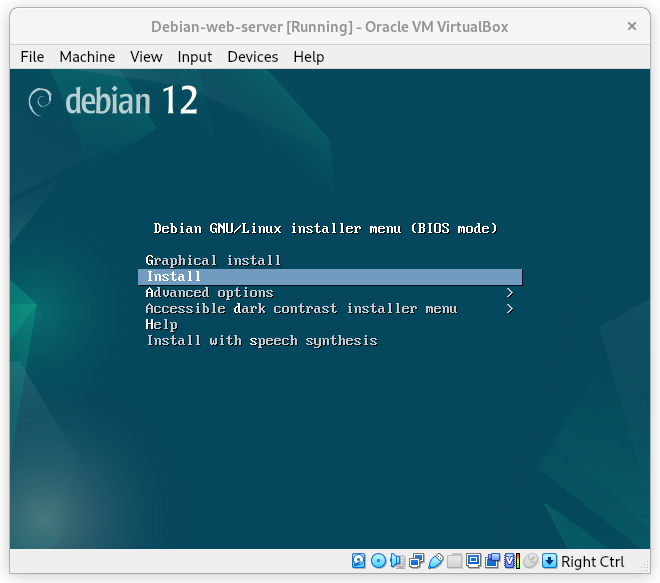 Debian-web-server [Running] - Oracle VM VirtualBox ×
File Machine View Input Devices Help
debian 12
Debian GNU/Linux installer menu (BIOS mode)
Graphical install
Install
Advanced options >
Accessible dark contrast installer menu >
Help
Install with speech synthesis
Right Ctrl